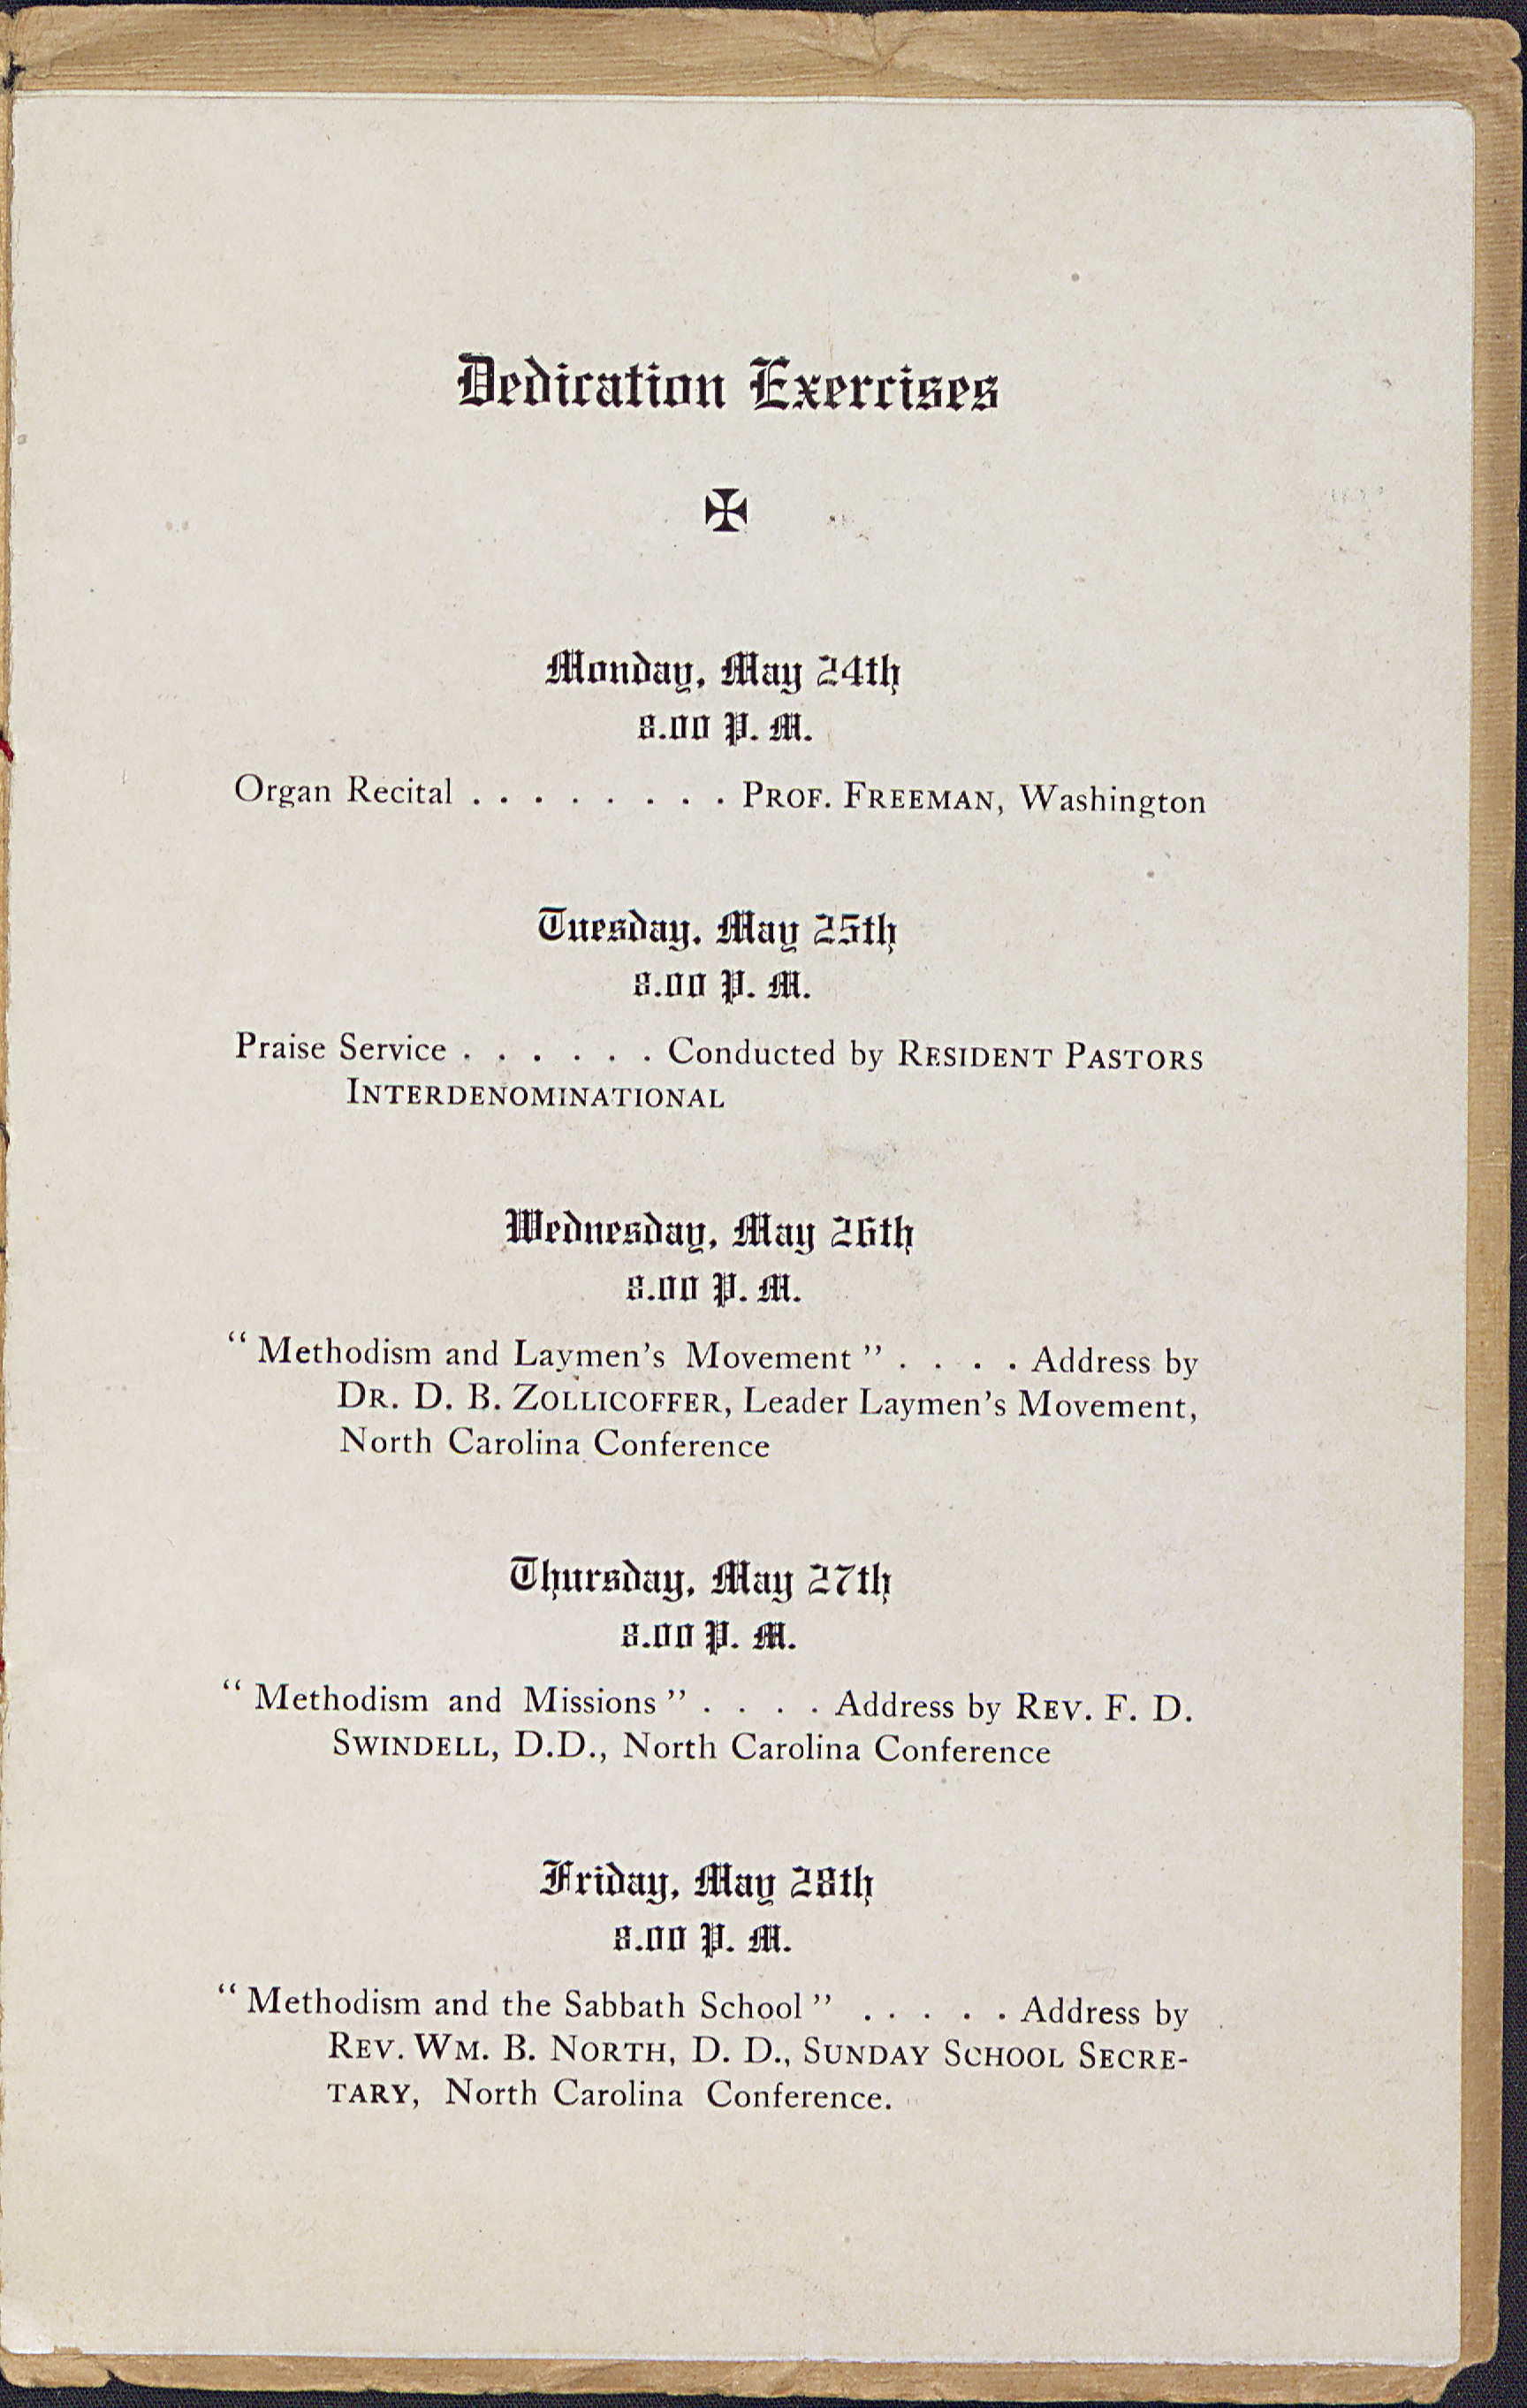 Dedication Exercises
✠
Monday, May 24th
8.00 P. M.
Organ Recital . . . . . . . . PROF. FREEMAN, Washington
Tuesday, May 25th
8.00 P. M.
Praise Service . . . . . . Conducted by RESIDENT PASTORS
INTERDENOMINATIONAL
Wednesday, May 26th
8.00 P. M.
“Methodism and Laymen’s Movement” . . . . Address by
DR. D. B. ZOLLICOFFER, Leader Laymen’s Movement,
North Carolina Conference
Thursday, May 27th
8.00 P. M.
“Methodism and Missions” . . . . Address by REV. F. D.
SWINDELL, D.D., North Carolina Conference
Friday, May 28th
8.00 P. M.
“Methodism and the Sabbath School” . . . . . Address by
REV. WM. B. NORTH, D. D., SUNDAY SCHOOL SECRE-
TARY, North Carolina Conference.